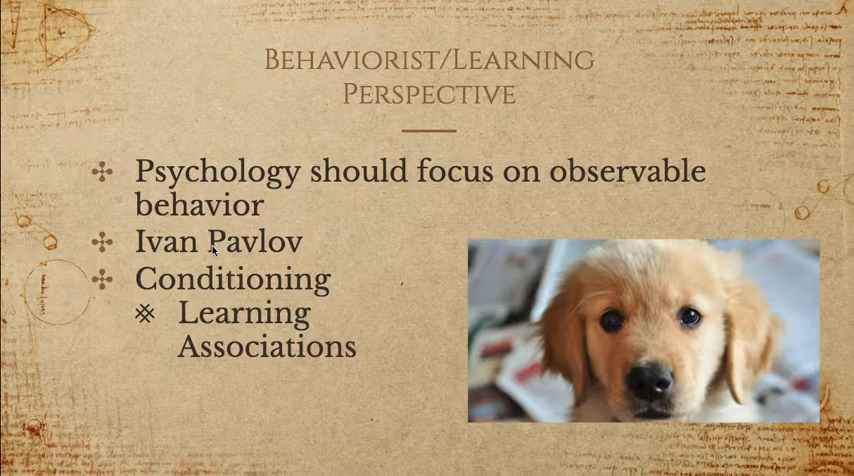 Behaviorist/Learning
Perspective
Psychology should focus on observable
behavior
Ivan Pavlov
Conditioning
Learning
Associations